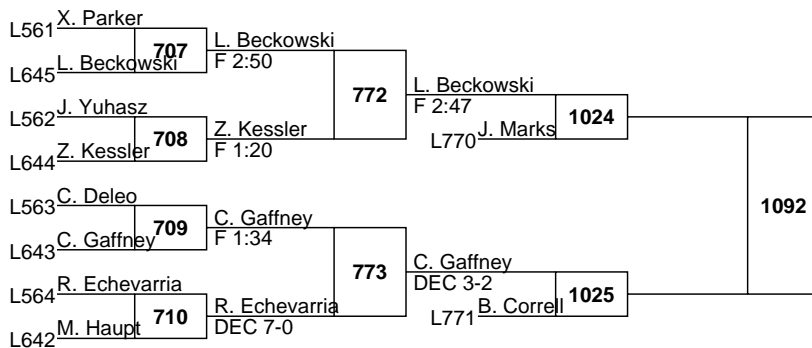 X. Parker
L561
707
L. Beckowski
F 2:50
L. Beckowski
L645
772
L. Beckowski
F 2:47
J. Yuhasz
L562
708
Z. Kessler
F 1:20
Z. Kessler
L644
1024
J. Marks
L770
C. Deleo
L563
709
C. Gaffney
F 1:34
C. Gaffney
L643
1092
773
C. Gaffney
DEC 3-2
R. Echevarria
L564
710
R. Echevarria
DEC 7-0
M. Haupt
L642
1025
B. Correll
L771